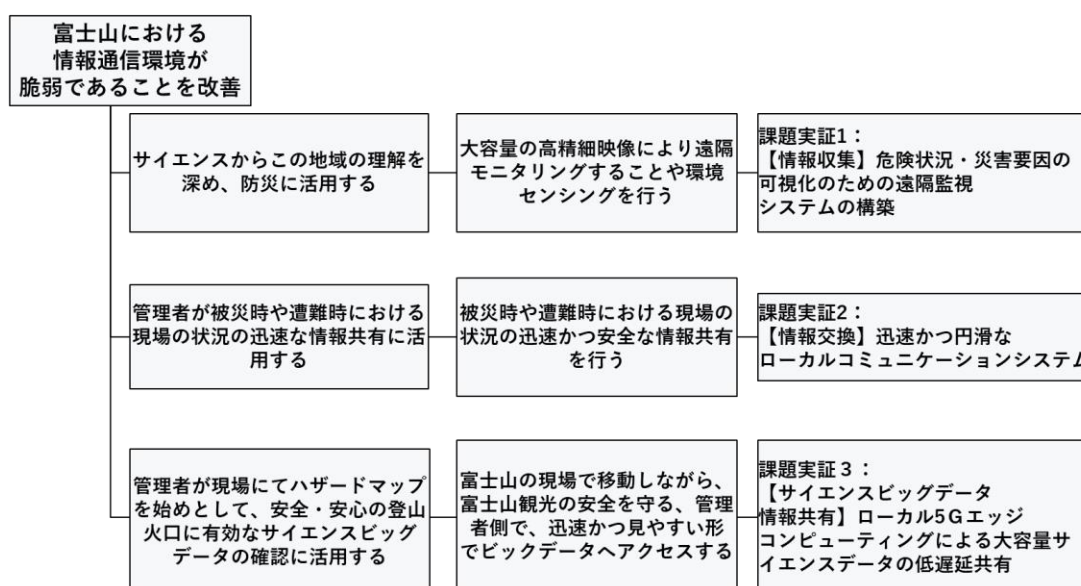 富士山における
情報通信環境が
脆弱であることを改善
サイエンスからこの地域の理解を
深め、防災に活用する
大容量の高精細映像により遠隔
モニタリングすることや環境
センシングを行う
課題実証1：
【情報収集】危険状況・災害要因の
可視化のための遠隔監視
システムの構築
管理者が被災時や遭難時における
現場の状況の迅速な情報共有に活
用する
被災時や遭難時における現場の
状況の迅速かつ安全な情報共有
を行う
課題実証2：
【情報交換】迅速かつ円滑な
ローカルコミュニケーションシステム
管理者が現場にてハザードマップ
を始めとして、安全・安心の登山
火口に有効なサイエンスビッグ
データの確認に活用する
富士山の現場で移動しながら、
富士山観光の安全を守る、管理
者側で、迅速かつ見やすい形
でビックデータへアクセスする
課題実証３：
【サイエンスビッグデータ
情報共有】ローカル5Ｇエッジ
コンピューティングによる大容量サ
イエンスデータの低遅延共有